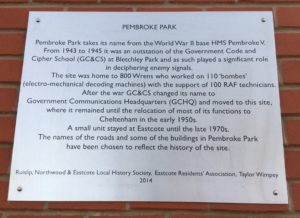 PEMBROKE PARK
Pembroke Park takes its name from the World War II base HMS Pembroke V.
From 1943 to 1945 it was an outstation of the Government Code and
Cipher School (GC&CS) at Bletchley Park and as such played a significant role
in deciphering enemy signals.
The site was home to 800 Wrens who worked on 110 'bombes'
(electro-mechanical decoding machines) with the support of 100 RAF technicians.
After the war GC&CS changed its name to
Government Communications Headquarters (GCHQ) and moved to this site,
where it remained until the relocation of most of its functions to
Cheltenham in the early 1950s.
A small unit stayed at Eastcote until the late 1970s.
The names of the roads and some of the buildings in Pembroke Park
have been chosen to reflect the history of the site.
Ruislip, Northwood & Eastcote Local History Society, Eastcote Residents' Association, Taylor Wimpey
2014